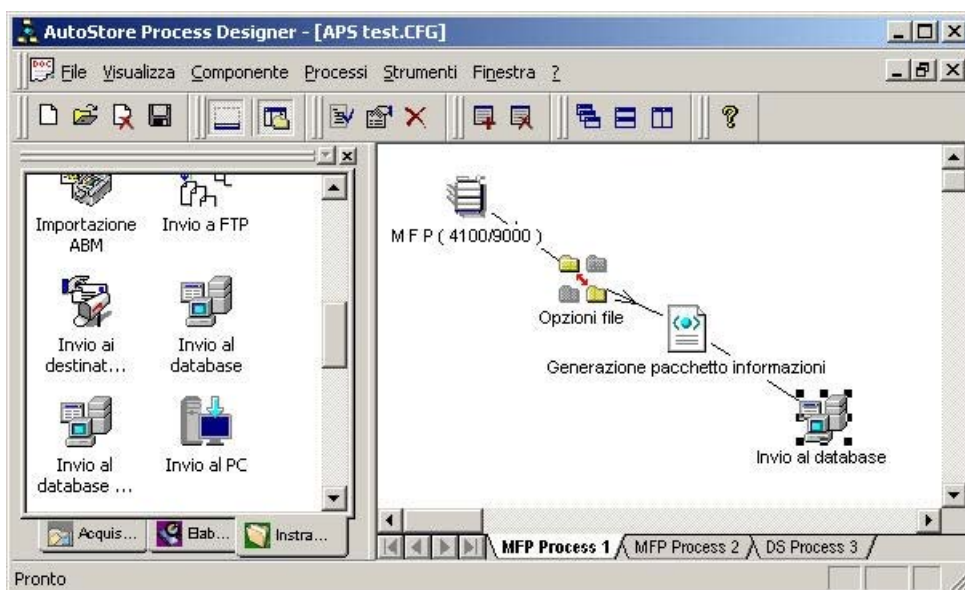 AutoStore Process Designer - [APS test.CFG]
DOC
File Visualizza Componente Processi Strumenti Finestra ?
Importazione ABM
Invio a FTP
Invio ai destinat...
Invio al database
Invio al database ...
Invio al PC
Acquis...
Elab...
Instra...
M F P ( 4100/9000 )
Opzioni file
Generazione pacchetto informazioni
Invio al database
MFP Process 1
MFP Process 2
DS Process 3
Pronto